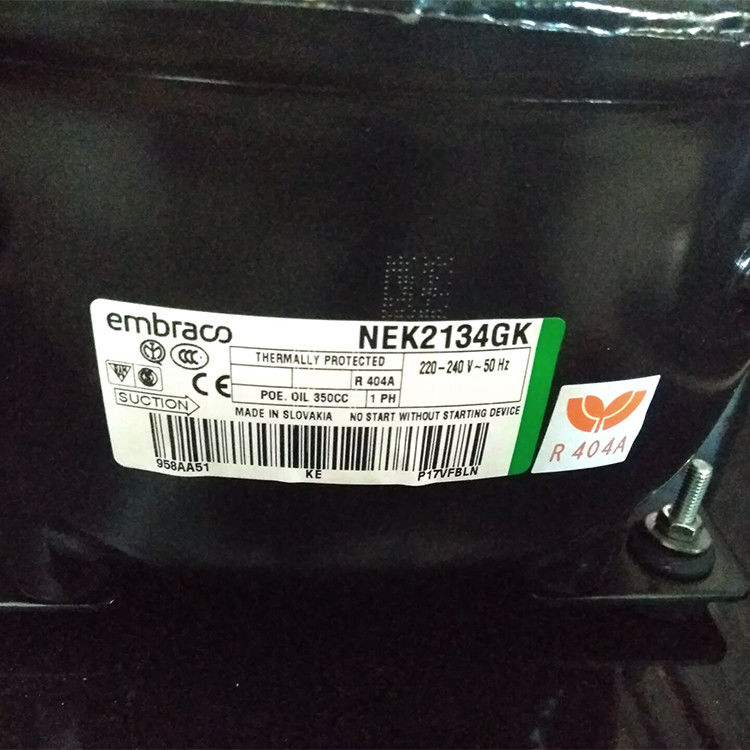 embraco
NEK2134GK
THERMALLY PROTECTED
220-240 V ~ 50 Hz
R 404A
POE. OIL 350CC
1 PH
CE
SUCTION
MADE IN SLOVAKIA NO START WITHOUT STARTING DEVICE
958AA51
KE
P17VFBLN
R 404A